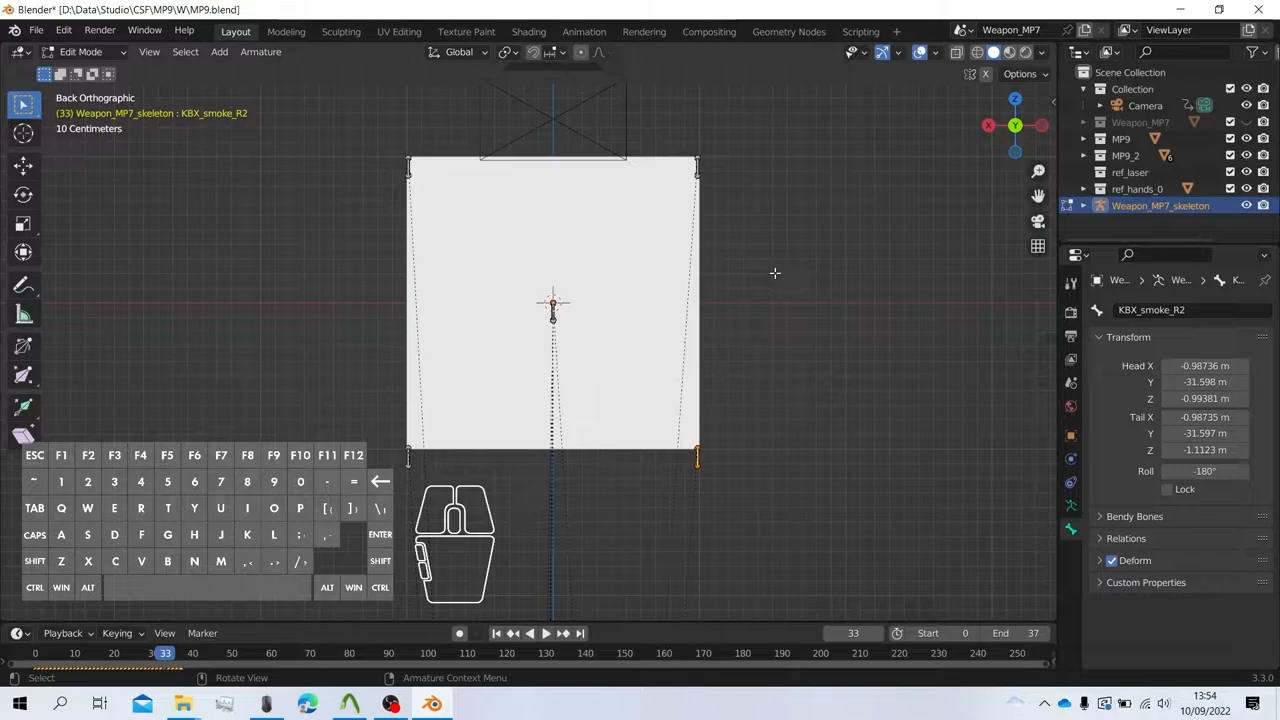 Blender* [D:\Data\Studio\CSF\MP9\W\MP9.blend]
File Edit Render Window Help Layout Modeling Sculpting UV Editing Texture Paint Shading Animation Rendering Compositing Geometry Nodes Scripting + Weapon_MP7 ViewLayer
Edit Mode View Select Add Armature Global
X Options
Back Orthographic
(33) Weapon_MP7_skeleton : KBX_smoke_R2
10 Centimeters
Z
X Y
Scene Collection
Collection
Camera
Weapon_MP7
MP9
MP9_2 6
ref_laser
ref_hands_0
Weapon_MP7_skeleton
We... We... K...
KBX_smoke_R2
Transform
Head X -0.98736 m
Y -31.598 m
Z -0.99381 m
Tail X -0.98735 m
Y -31.597 m
Z -1.1123 m
Roll -180°
Lock
Bendy Bones
Relations
Deform
Custom Properties
ESC F1 F2 F3 F4 F5 F6 F7 F8 F9 F10 F11 F12
~ 1 2 3 4 5 6 7 8 9 0 - =
TAB Q W E R T Y U I O P [{ ]} \|
CAPS A S D F G H J K L ; , ENTER
SHIFT Z X C V B N M ,< .> /? SHIFT
CTRL WIN ALT ALT WIN CTRL
Playback Keying View Marker 33 Start 0 End 37
0 10 20 30 33 40 50 60 70 80 90 100 110 120 130 140 150 160 170 180 190 200 210 220 230 240 250
Select Rotate View Armature Context Menu 3.3.0
13:54
10/09/2022